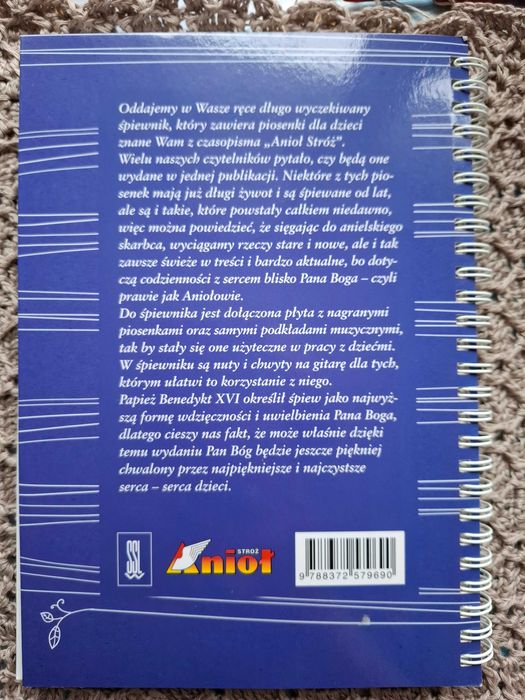 Oddajemy w Wasze ręce długo wyczekiwany
śpiewnik, który zawiera piosenki dla dzieci
znane Wam z czasopisma „Anioł Stróż”.
Wielu naszych czytelników pytało, czy będą one
wydane w jednej publikacji. Niektóre z tych pio-
senek mają już długi żywot i są śpiewane od lat,
ale są i takie, które powstały całkiem niedawno,
więc można powiedzieć, że sięgając do anielskiego
skarbca, wyciągamy rzeczy stare i nowe, ale i tak
zawsze świeże w treści i bardzo aktualne, bo doty-
czą codzienności z sercem blisko Pana Boga – czyli
prawie jak Aniołowie.
Do śpiewnika jest dołączona płyta z nagranymi
piosenkami oraz samymi podkładami muzycznymi,
tak by stały się one użyteczne w pracy z dziećmi.
W śpiewniku są nuty i chwyty na gitarę dla tych,
którym ułatwi to korzystanie z niego.
Papież Benedykt XVI określił śpiew jako najwyż-
szą formę wdzięczności i uwielbienia Pana Boga,
dlatego cieszy nas fakt, że może właśnie dzięki
temu wydaniu Pan Bóg będzie jeszcze piękniej
chwalony przez najpiękniejsze i najczystsze
serca – serca dzieci.
SSL
STRÓŻ
Anioł
9 788372 579690